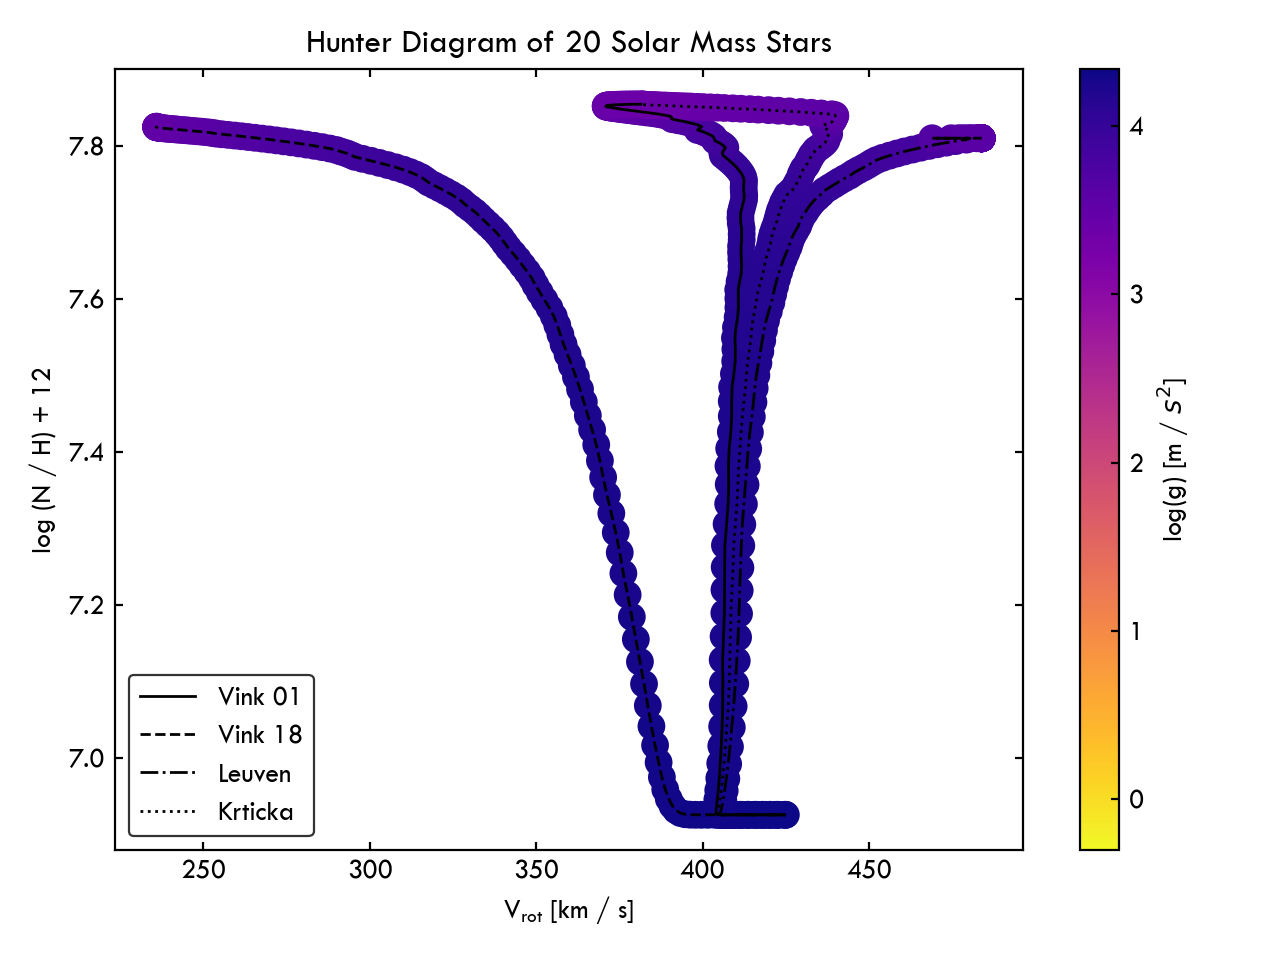 Hunter Diagram of 20 Solar Mass Stars
log (N / H) + 12
7.8
7.6
7.4
7.2
7.0
Vink 01
Vink 18
Leuven
Krticka
250
300
350
400
450
V_rot [km / s]
4
3
2
1
0
log(g) [m / s²]